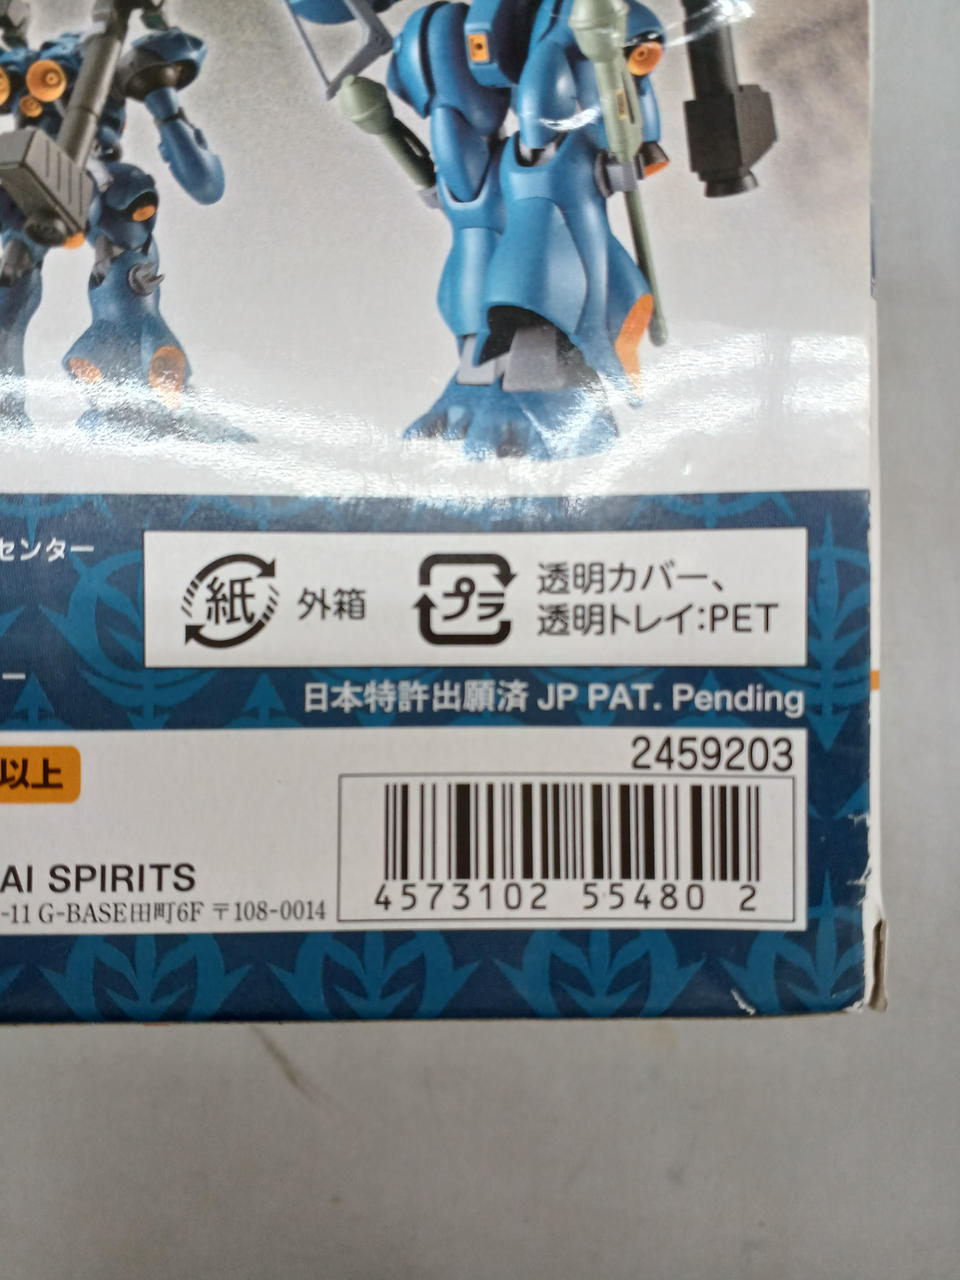 センター
紙 外箱
プラ 透明カバー、
透明トレイ:PET
ー
日本特許出願済 JP PAT. Pending
2459203
以上
AI SPIRITS
-11 G-BASE田町6F 〒108-0014
4573102 55480 2